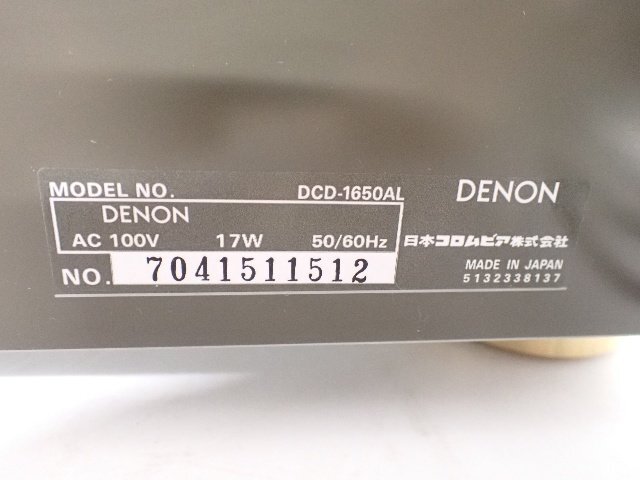 MODEL NO. DCD-1650AL DENON
DENON
AC 100V 17W 50/60Hz 日本コロムビア株式会社
NO. 7041511512
MADE IN JAPAN
5132338137